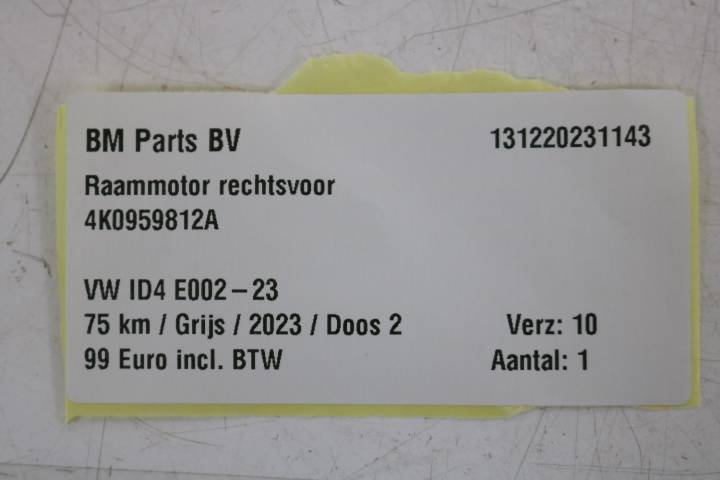 BM Parts BV 131220231143
Raammotor rechtsvoor
4K0959812A
VW ID4 E002-23
75 km / Grijs / 2023 / Doos 2 Verz: 10
99 Euro incl. BTW Aantal: 1